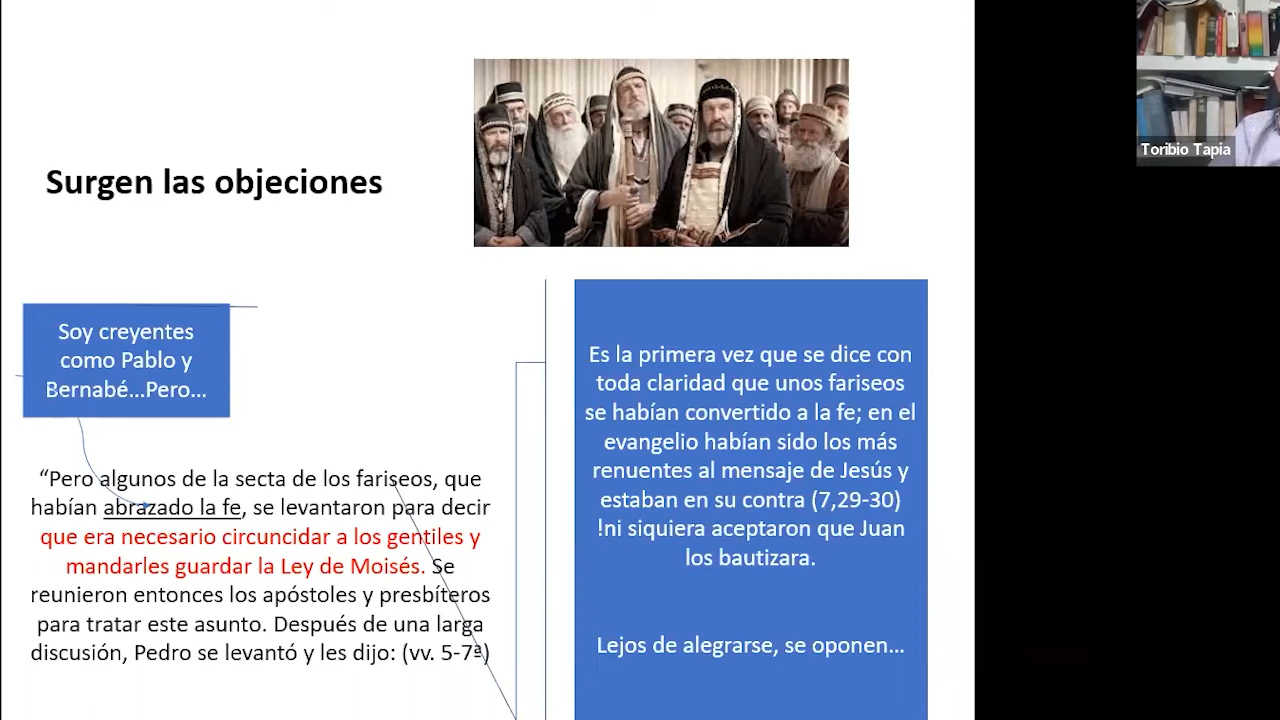 Surgen las objeciones
Toribio Tapia
Soy creyentes
como Pablo y
Bernabé...Pero...
“Pero algunos de la secta de los fariseos, que
habían abrazado la fe, se levantaron para decir
que era necesario circuncidar a los gentiles y
mandarles guardar la Ley de Moisés. Se
reunieron entonces los apóstoles y presbíteros
para tratar este asunto. Después de una larga
discusión, Pedro se levantó y les dijo: (vv. 5-7ª)
Es la primera vez que se dice con
toda claridad que unos fariseos
se habían convertido a la fe; en el
evangelio habían sido los más
renuentes al mensaje de Jesús y
estaban en su contra (7,29-30)
!ni siquiera aceptaron que Juan
los bautizara.
Lejos de alegrarse, se oponen...